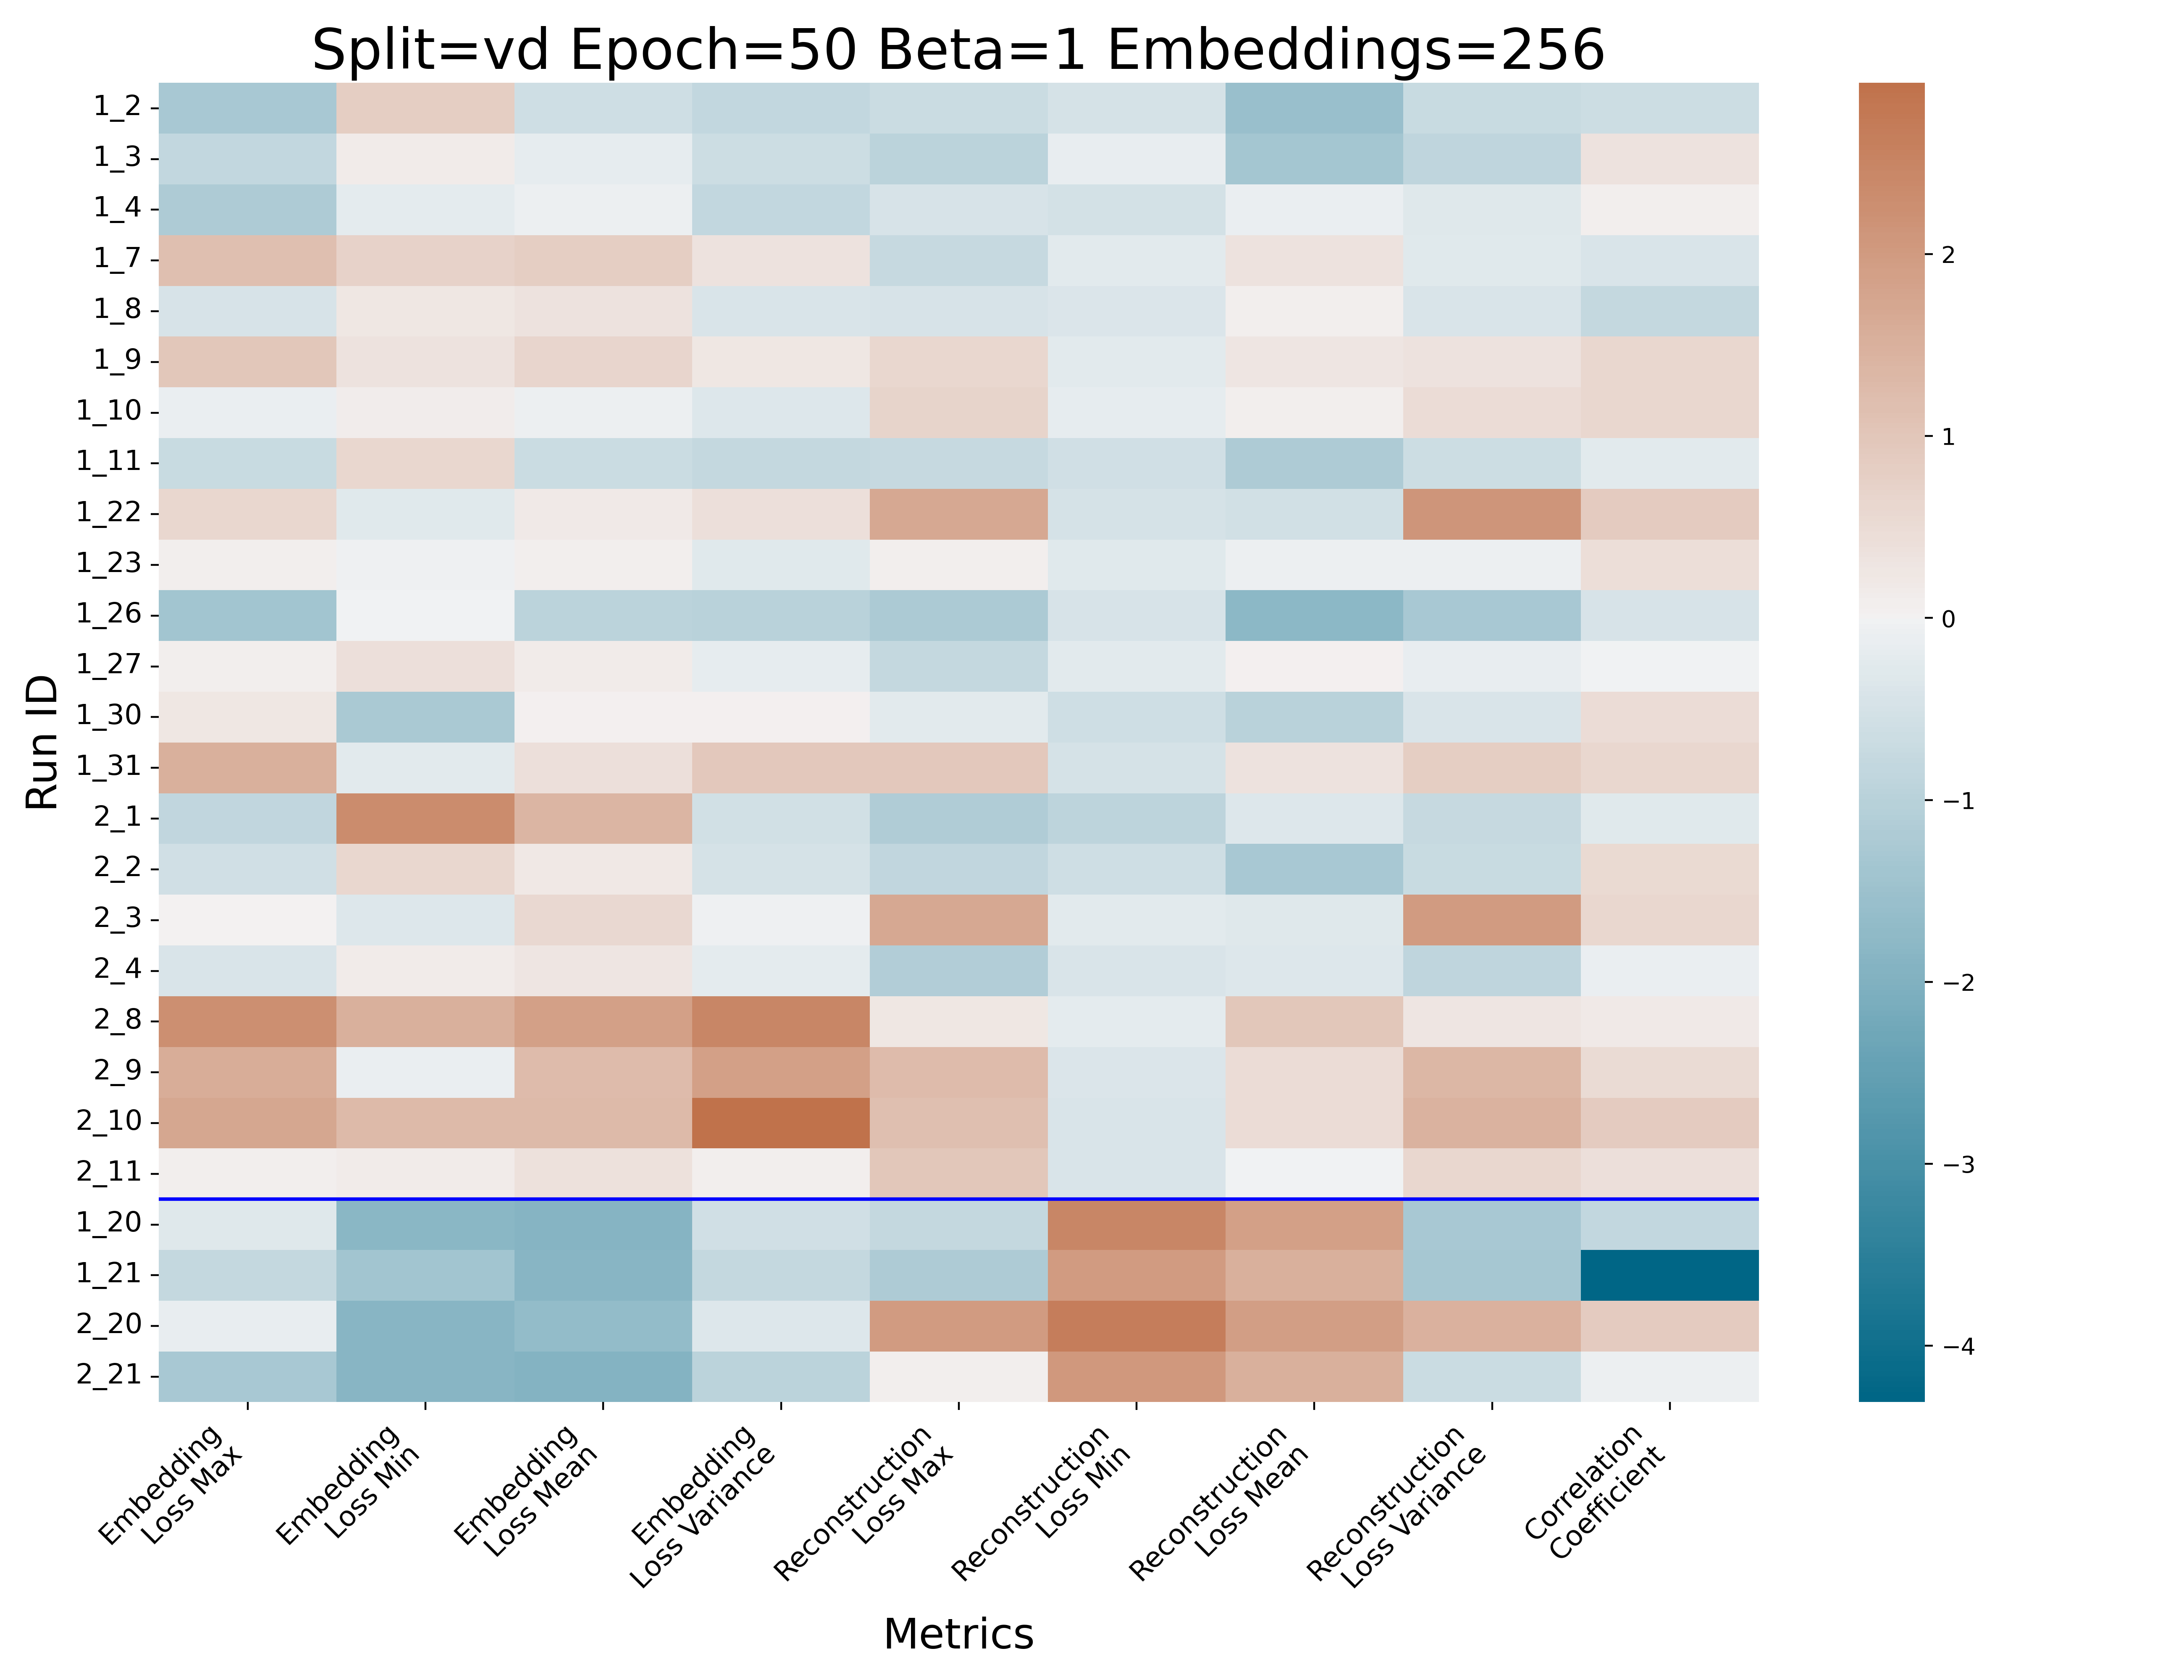 Split=vd Epoch=50 Beta=1 Embeddings=256
Run ID
1_2
1_3
1_4
1_7
1_8
1_9
1_10
1_11
1_22
1_23
1_26
1_27
1_30
1_31
2_1
2_2
2_3
2_4
2_8
2_9
2_10
2_11
1_20
1_21
2_20
2_21
2
1
0
−1
−2
−3
−4
Embedding
Loss Max
Embedding
Loss Min
Embedding
Loss Mean
Embedding
Loss Variance
Reconstruction
Loss Max
Reconstruction
Loss Min
Reconstruction
Loss Mean
Reconstruction
Loss Variance
Correlation
Coefficient
Metrics